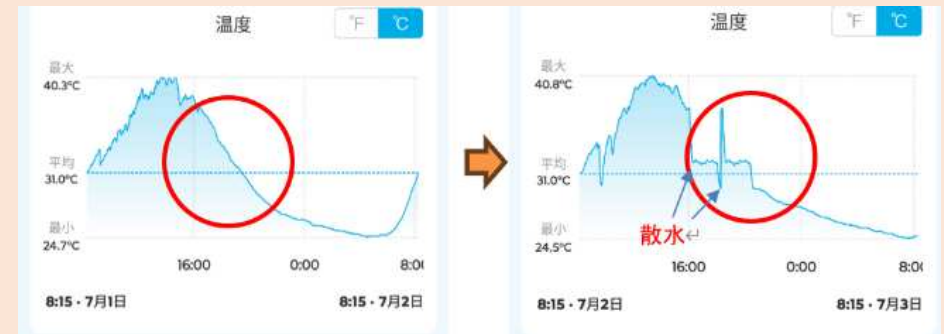 温度
°F
°C
最大
40.3°C
平均
31.0°C
最小
24.7°C
16:00
0:00
8:0
8:15・7月1日
8:15・7月2日
温度
°F
°C
最大
40.8°C
平均
31.0°C
最小
24.5°C
散水↵
16:00
0:00
8:0
8:15・7月2日
8:15・7月3日